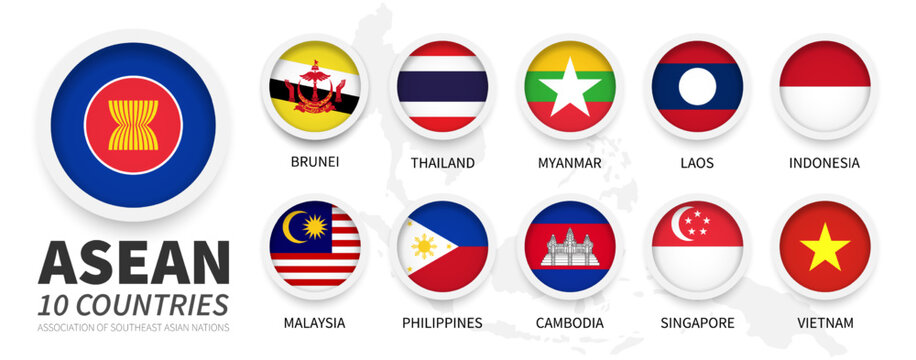 ASEAN
10 COUNTRIES
ASSOCIATION OF SOUTHEAST ASIAN NATIONS
BRUNEI
THAILAND
MYANMAR
LAOS
INDONESIA
MALAYSIA
PHILIPPINES
CAMBODIA
SINGAPORE
VIETNAM